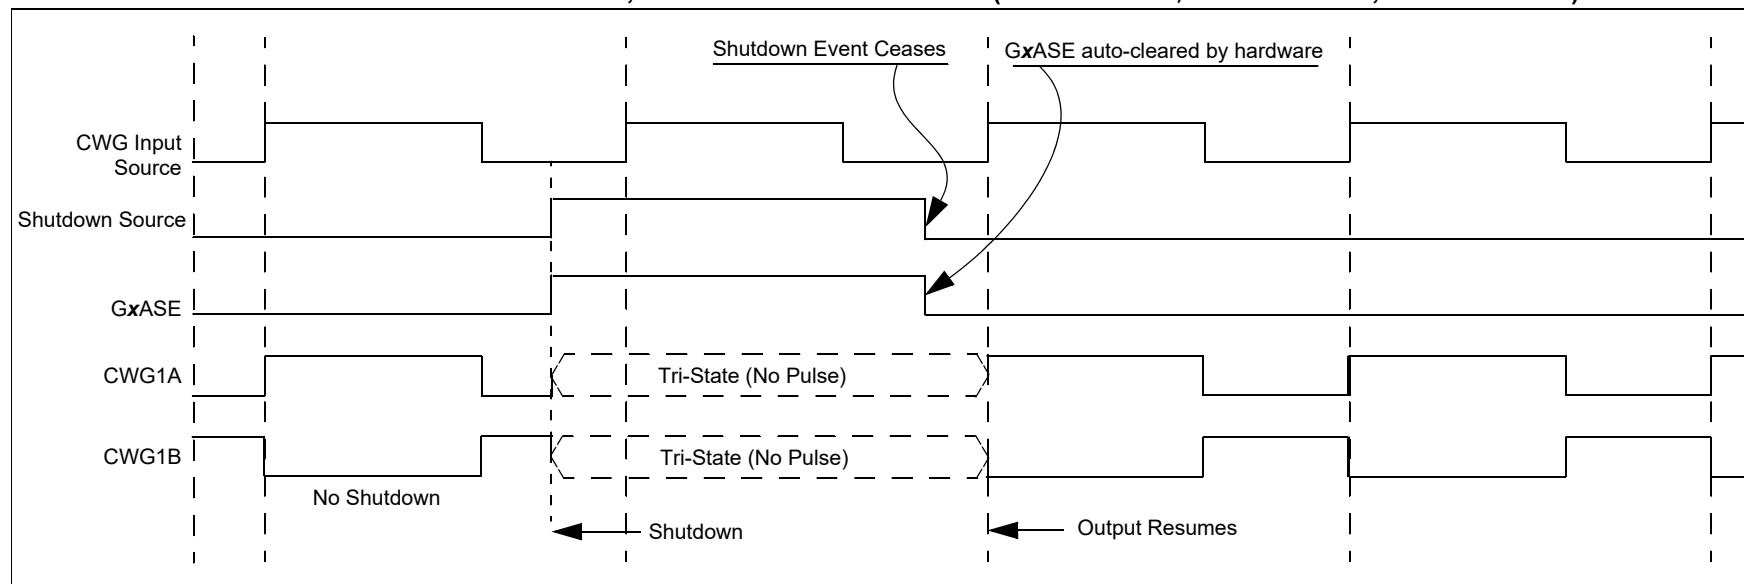 Shutdown Event Ceases
GxASE auto-cleared by hardware
CWG Input
Source
Shutdown Source
GxASE
CWG1A
Tri-State (No Pulse)
CWG1B
Tri-State (No Pulse)
No Shutdown
Shutdown
Output Resumes